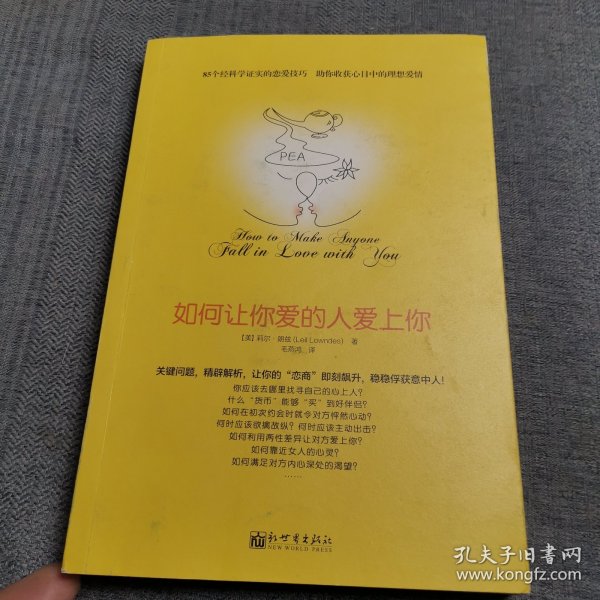 85个经科学证实的恋爱技巧 助你收获心目中的理想爱情
PEA
How to Make Anyone
Fall in Love with You
如何让你爱的人爱上你
【美】莉尔·朗兹(Leil Lowndes) 著
毛燕鸿 译
关键问题，精辟解析，让你的“恋商”即刻飙升，稳稳俘获意中人！
你应该去哪里找寻自己的心上人？
什么“货币”能够“买”到好伴侣？
如何在初次约会时就令对方怦然心动？
何时应该欲擒故纵？何时应该主动出击？
如何利用两性差异让对方爱上你？
如何靠近女人的心灵？
如何满足对方内心深处的渴望？
……
新世界出版社
NEW WORLD PRESS
孔夫子旧书网
www.kongfz.com